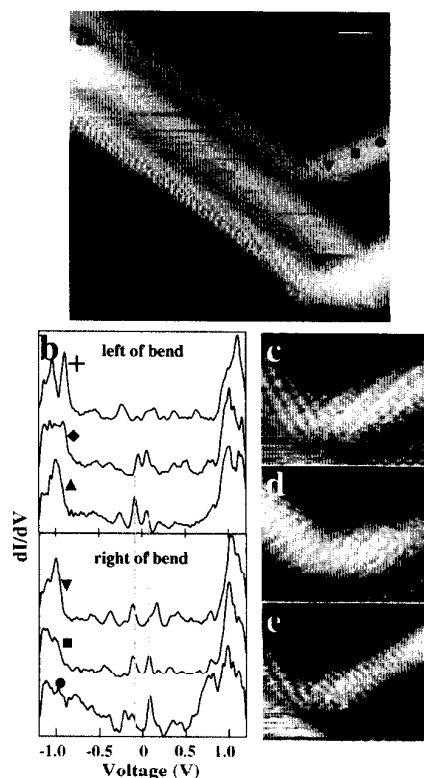 b
left of bend
right of bend
dI/dV
-1.0 -0.5 0 0.5 1.0
Voltage (V)
c
d
e